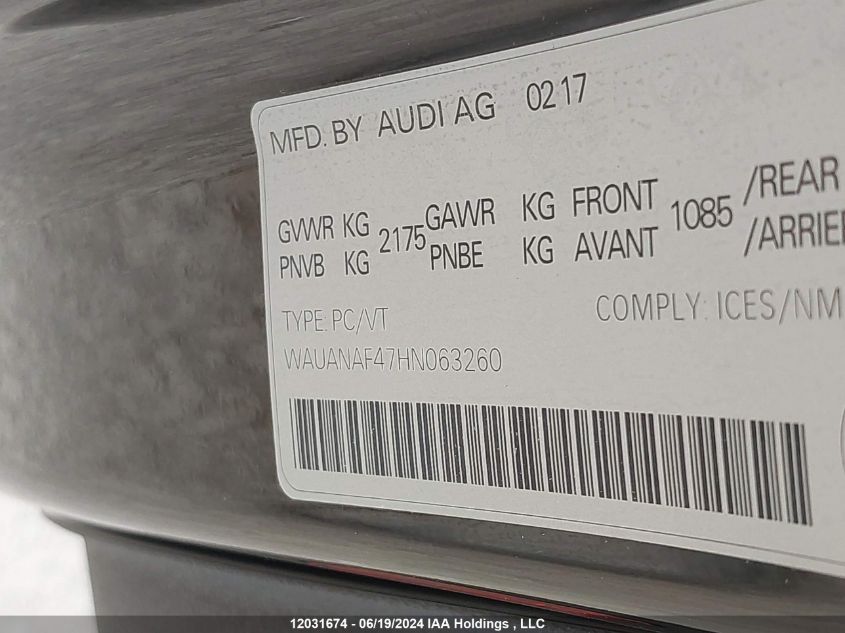 MFD. BY AUDI AG 0217
GVWR KG 2175 GAWR KG FRONT 1085 /REAR
PNVB KG PNBE KG AVANT /ARRIE
TYPE: PC/VT COMPLY: ICES/NM
WAUANAF47HN063260
12031674 - 06/19/2024 IAA Holdings , LLC